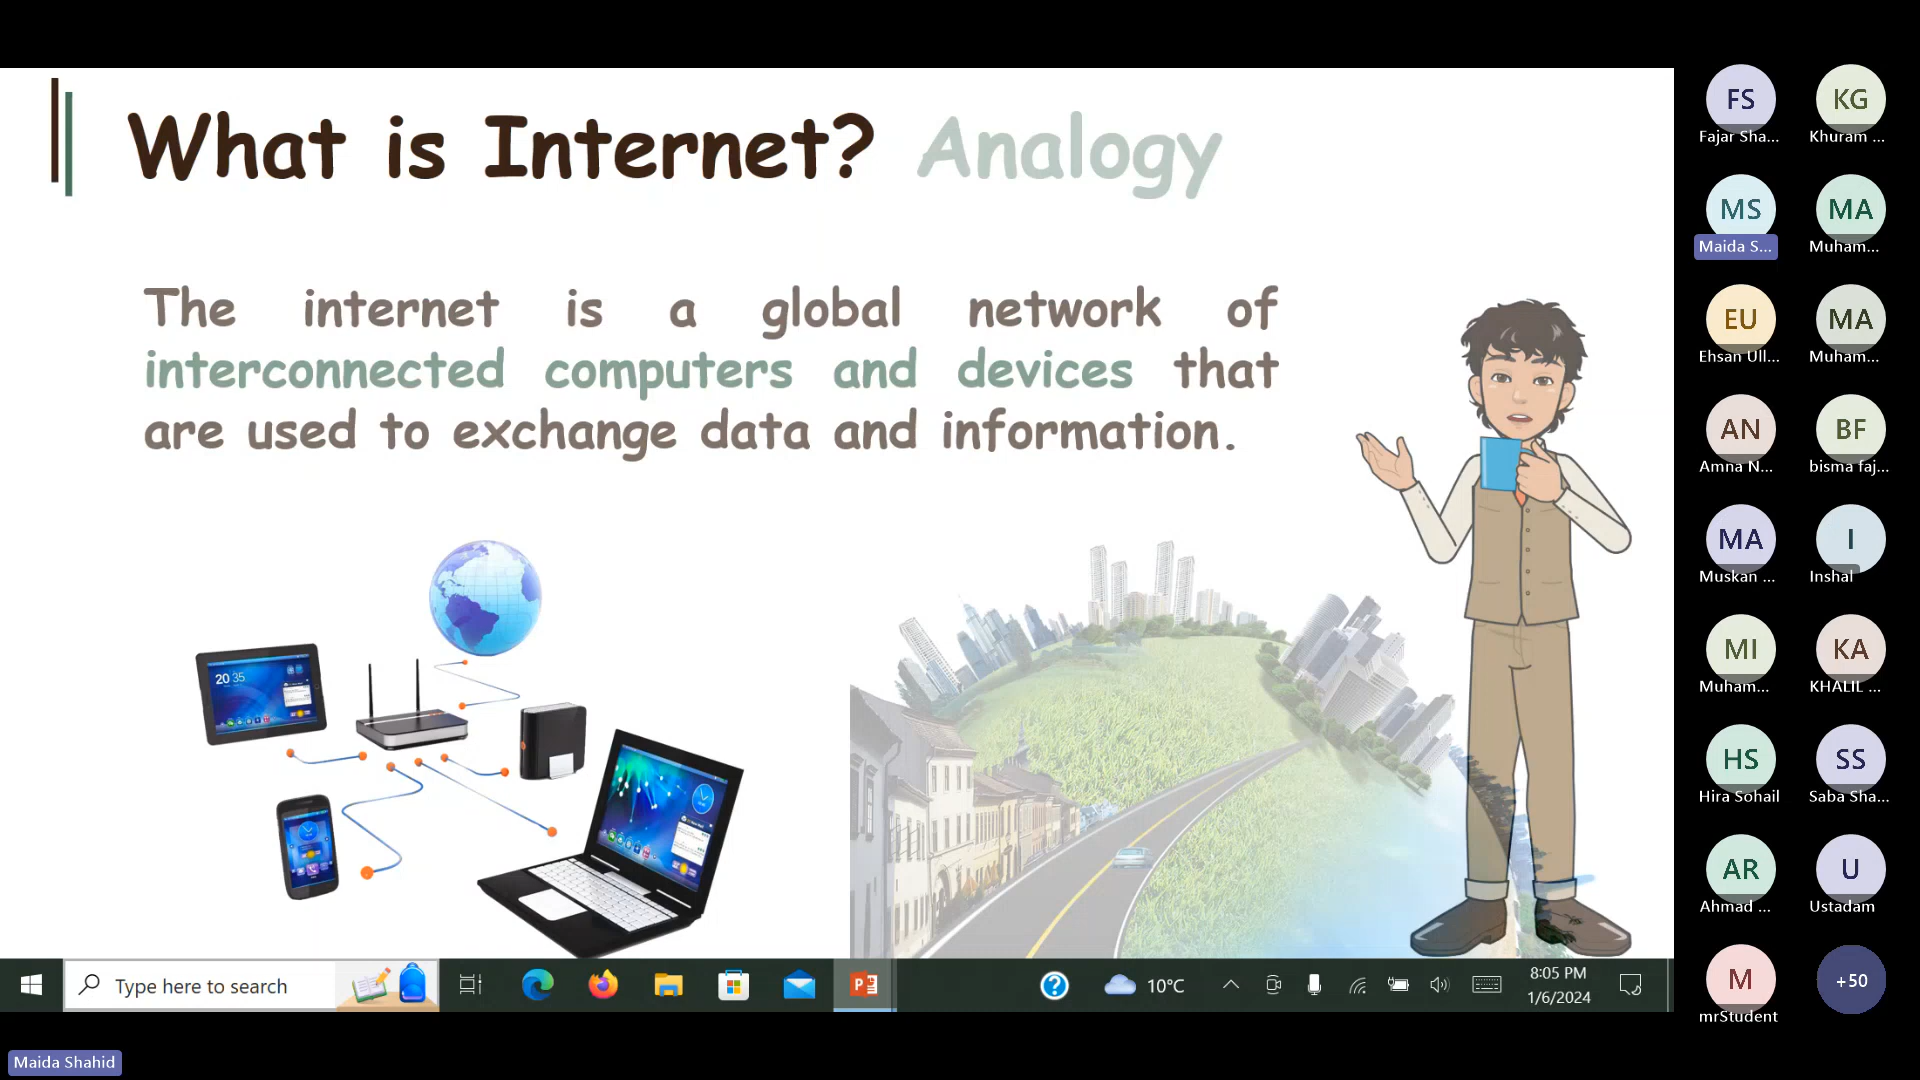 What is Internet? Analogy
The internet is a global network of
interconnected computers and devices that
are used to exchange data and information.
20 35
Type here to search
10°C
8:05 PM
1/6/2024
FS
Fajar Sha...
KG
Khuram ...
MS
Maida S...
MA
Muham...
EU
Ehsan Ull...
MA
Muham...
AN
Amna N...
BF
bisma faj...
MA
Muskan ...
I
Inshal
MI
Muham...
KA
KHALIL ...
HS
Hira Sohail
SS
Saba Sha...
AR
Ahmad ...
U
Ustadam
M
mrStudent
+50
Maida Shahid